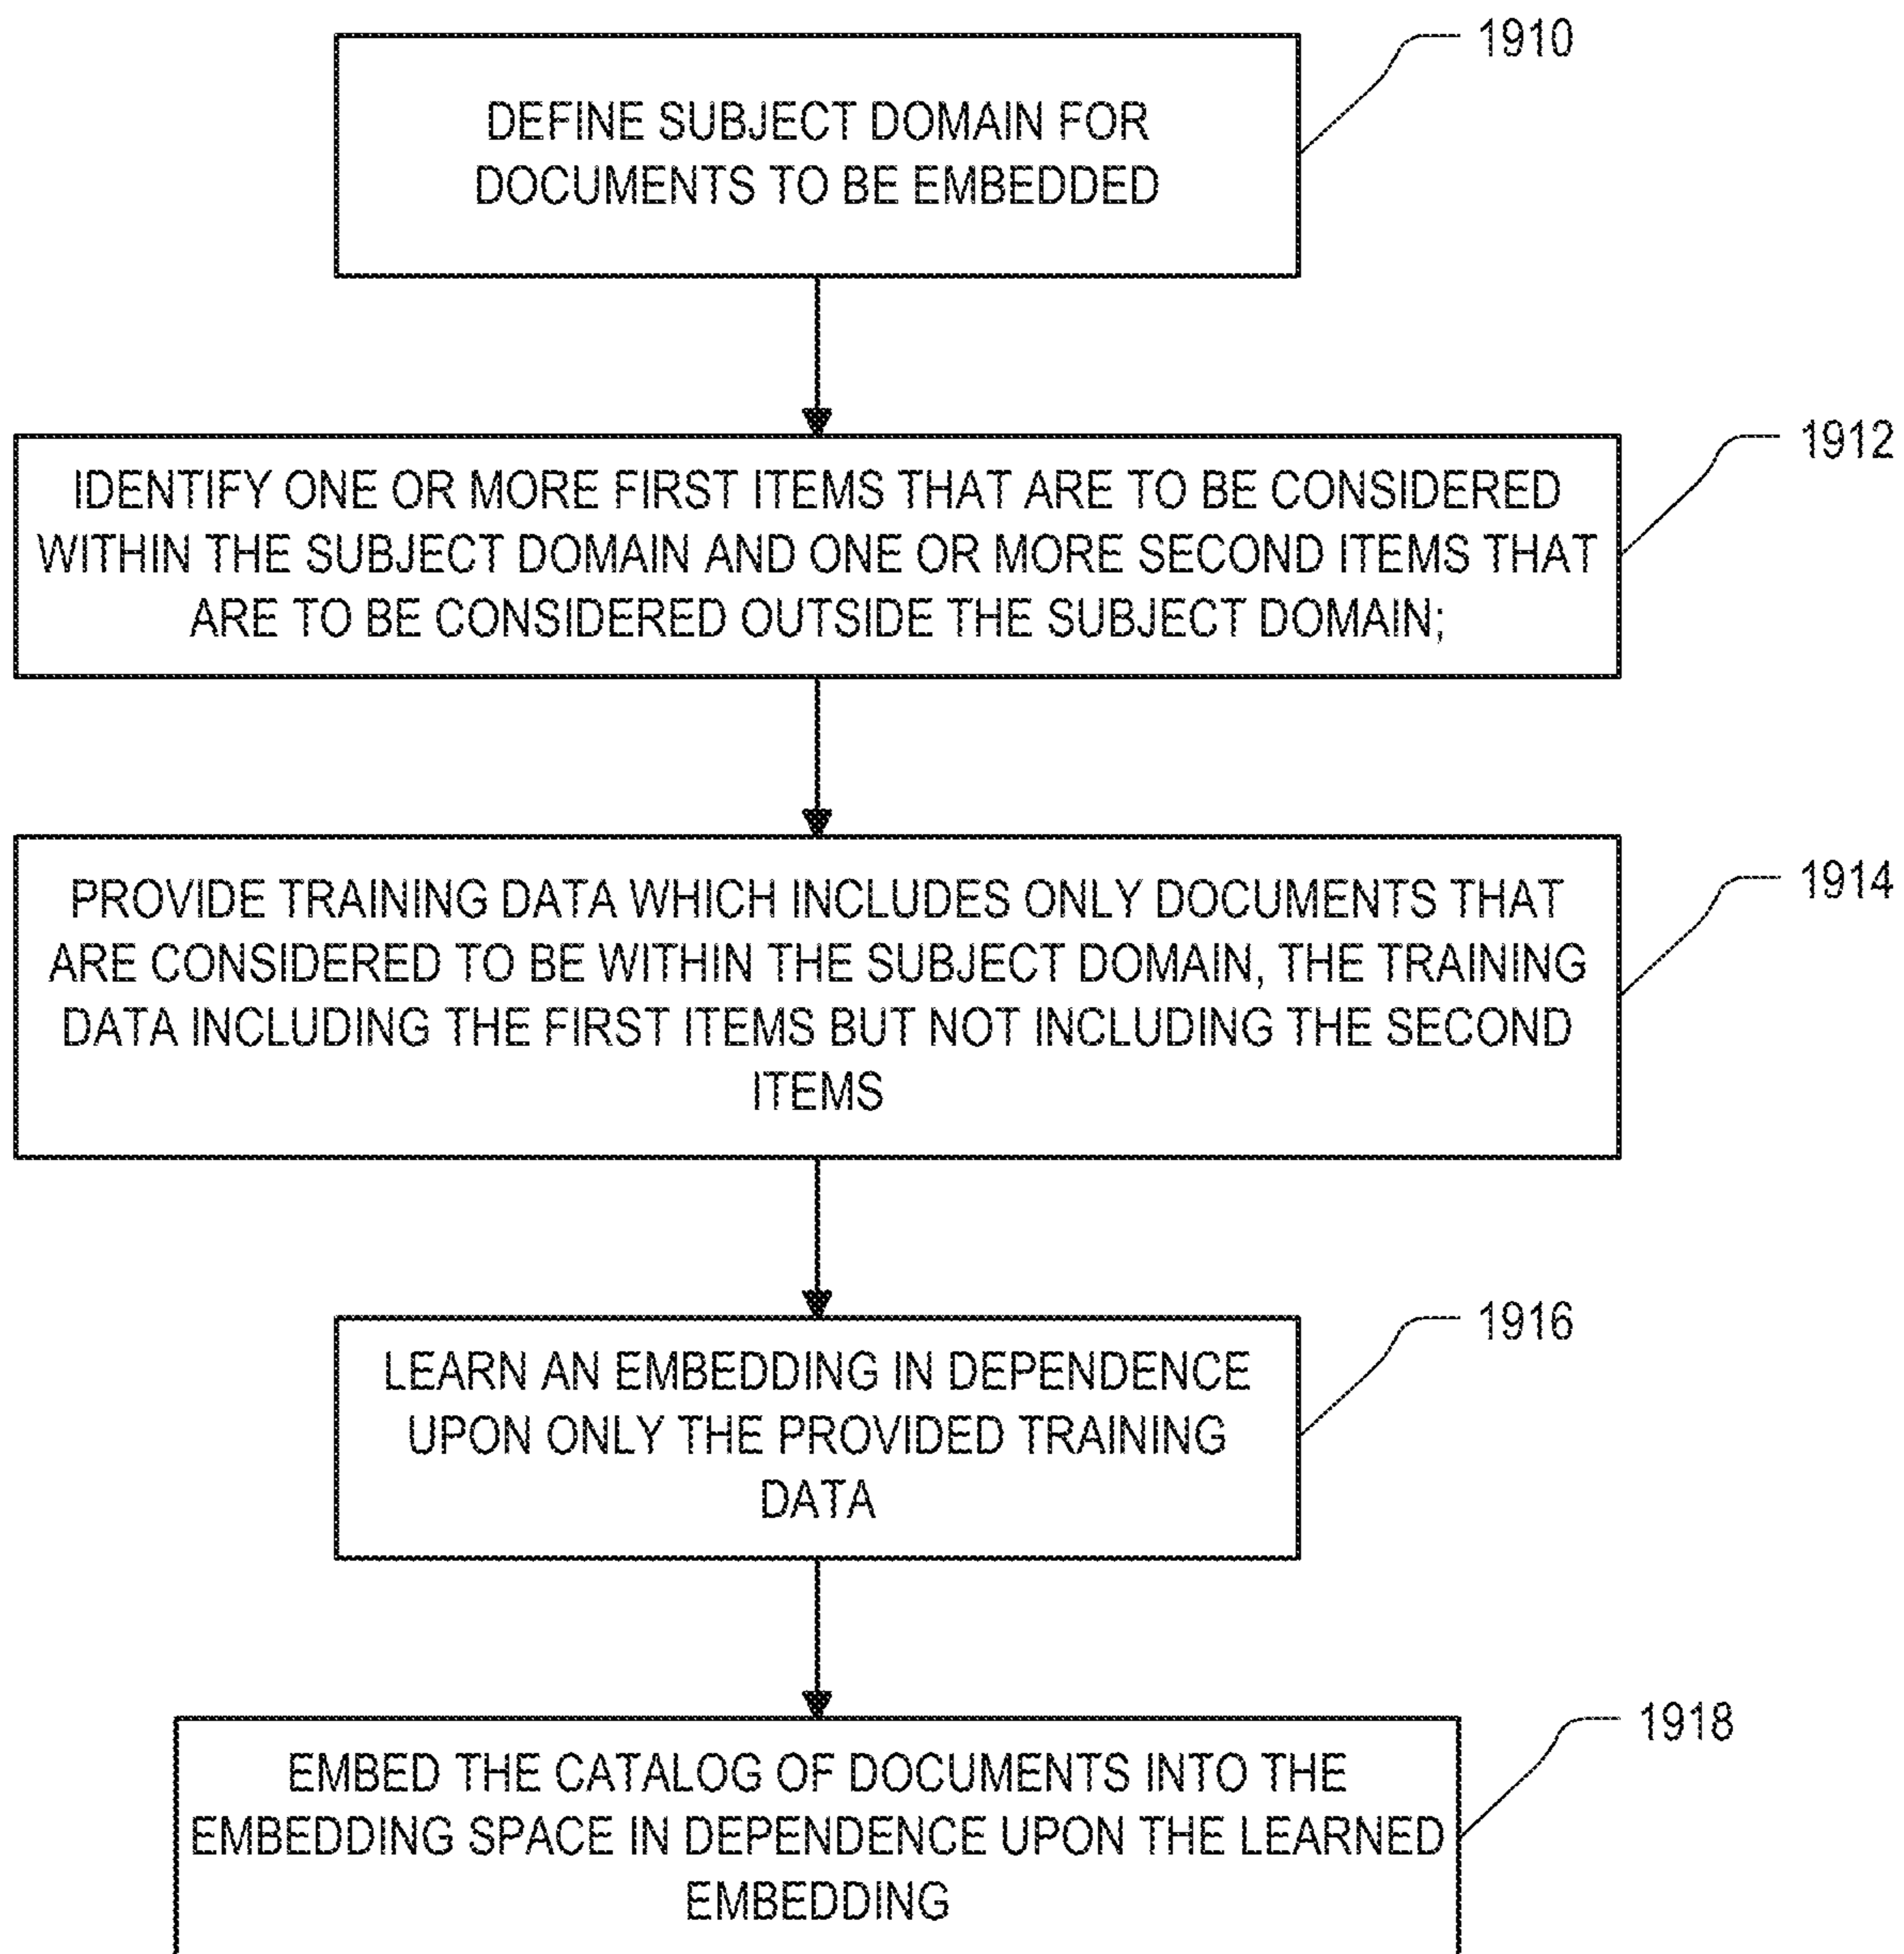 1910
DEFINE SUBJECT DOMAIN FOR
DOCUMENTS TO BE EMBEDDED
1912
IDENTIFY ONE OR MORE FIRST ITEMS THAT ARE TO BE CONSIDERED
WITHIN THE SUBJECT DOMAIN AND ONE OR MORE SECOND ITEMS THAT
ARE TO BE CONSIDERED OUTSIDE THE SUBJECT DOMAIN;
1914
PROVIDE TRAINING DATA WHICH INCLUDES ONLY DOCUMENTS THAT
ARE CONSIDERED TO BE WITHIN THE SUBJECT DOMAIN, THE TRAINING
DATA INCLUDING THE FIRST ITEMS BUT NOT INCLUDING THE SECOND
ITEMS
1916
LEARN AN EMBEDDING IN DEPENDENCE
UPON ONLY THE PROVIDED TRAINING
DATA
1918
EMBED THE CATALOG OF DOCUMENTS INTO THE
EMBEDDING SPACE IN DEPENDENCE UPON THE LEARNED
EMBEDDING